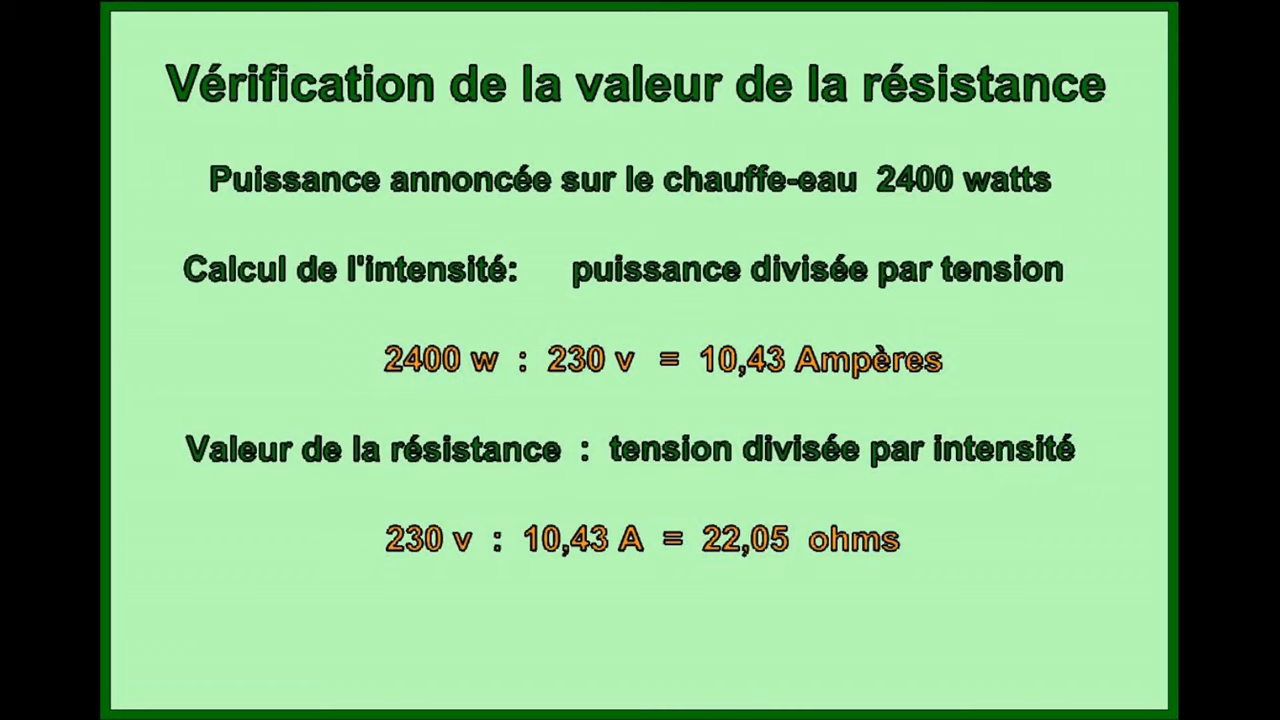 Vérification de la valeur de la résistance
Puissance annoncée sur le chauffe-eau 2400 watts
Calcul de l'intensité: puissance divisée par tension
2400 w : 230 v = 10,43 Ampères
Valeur de la résistance : tension divisée par intensité
230 v : 10,43 A = 22,05 ohms